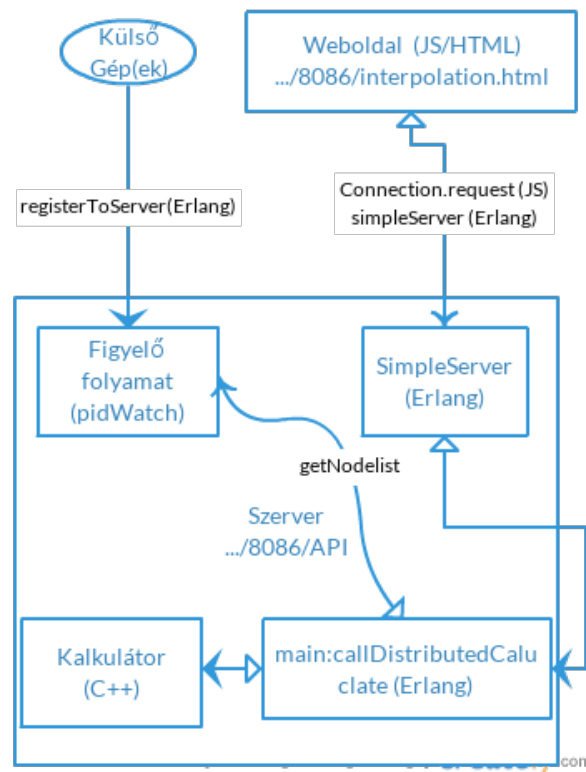 Külső
Gép(ek)
Weboldal (JS/HTML)
.../8086/interpolation.html
registerToServer(Erlang)
Connection.request (JS)
simpleServer (Erlang)
Figyelő
folyamat
(pidWatch)
SimpleServer
(Erlang)
getNodelist
Szerver
.../8086/API
Kalkulátor
(C++)
main:callDistributedCalu
clate (Erlang)